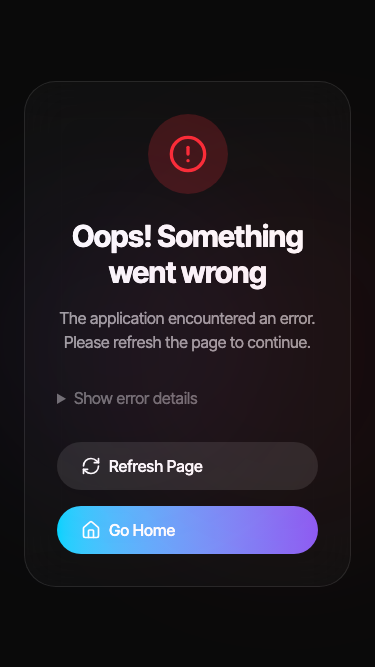 Oops! Something
went wrong
The application encountered an error.
Please refresh the page to continue.
Show error details
Refresh Page
Go Home